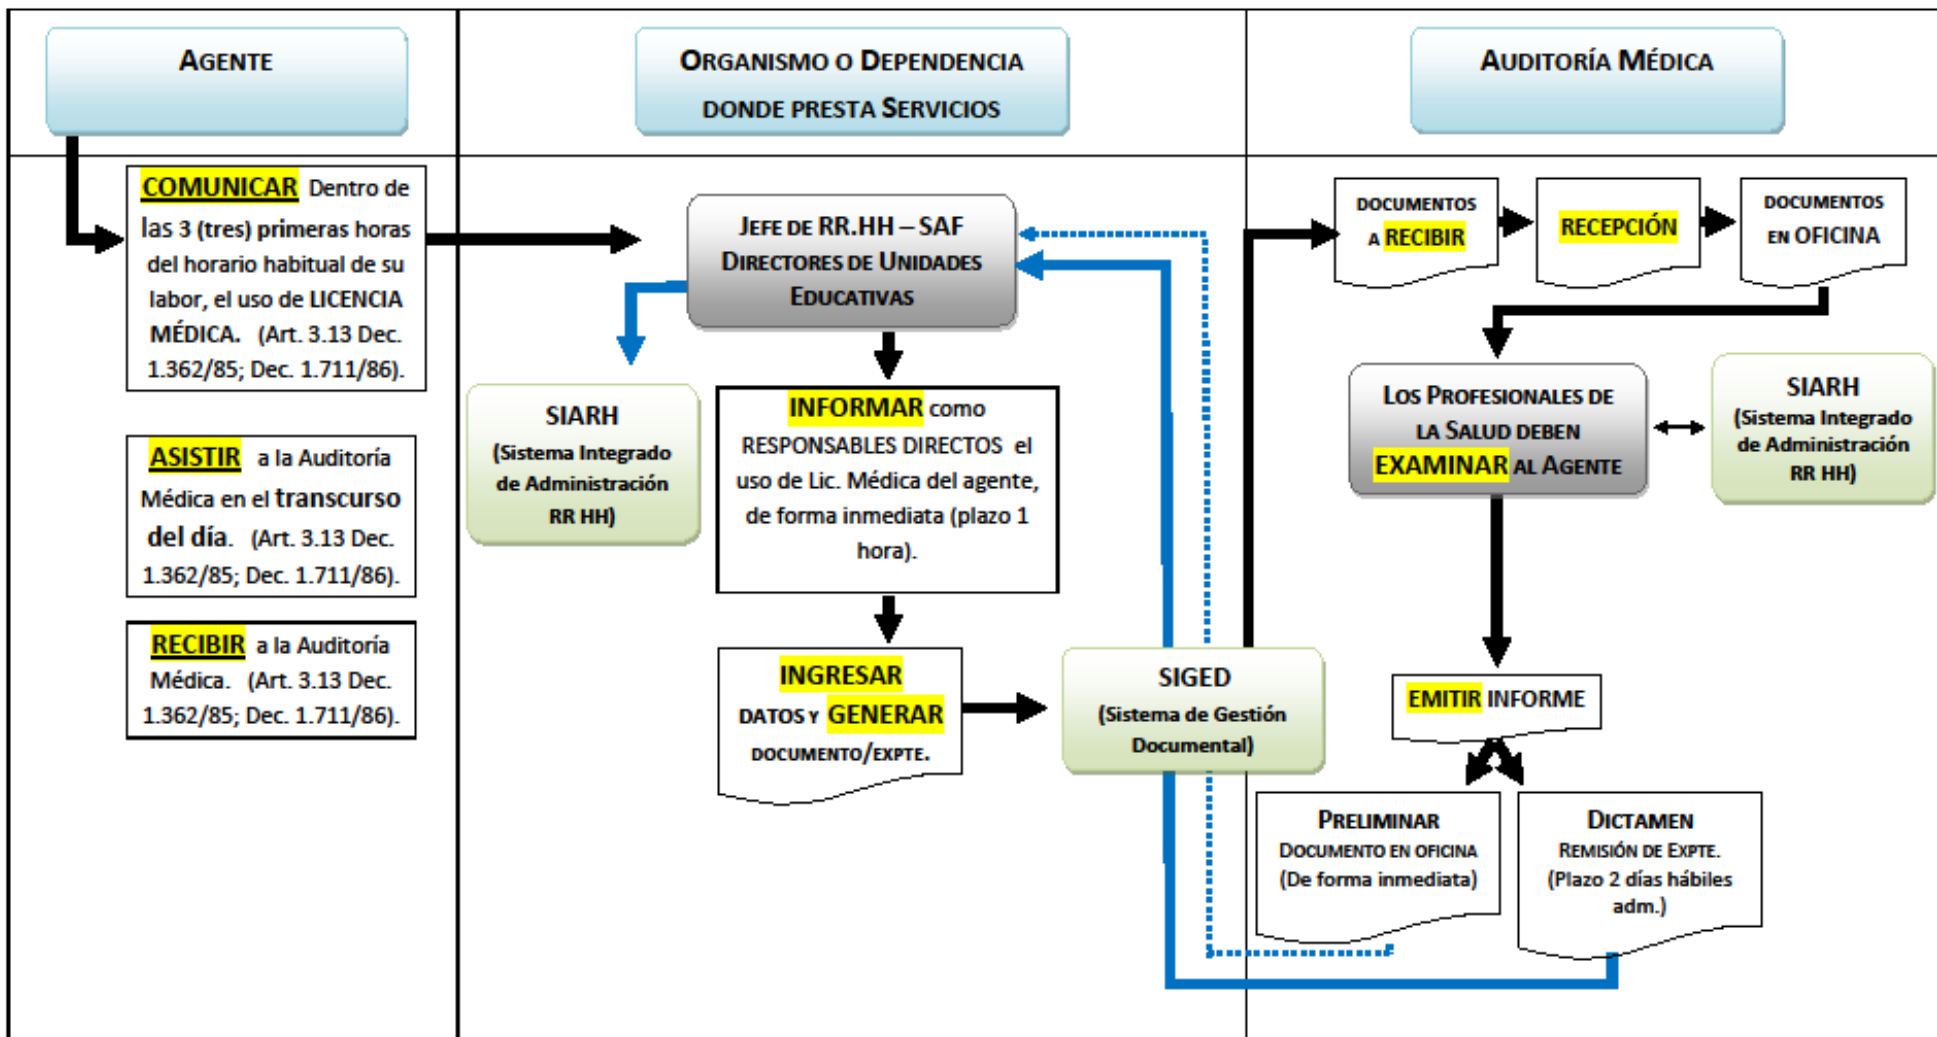 AGENTE
ORGANISMO O DEPENDENCIA
DONDE PRESTA SERVICIOS
AUDITORÍA MÉDICA
COMUNICAR Dentro de
las 3 (tres) primeras horas
del horario habitual de su
labor, el uso de LICENCIA
MÉDICA. (Art. 3.13 Dec.
1.362/85; Dec. 1.711/86).
ASISTIR a la Auditoría
Médica en el transcurso
del día. (Art. 3.13 Dec.
1.362/85; Dec. 1.711/86).
RECIBIR a la Auditoría
Médica. (Art. 3.13 Dec.
1.362/85; Dec. 1.711/86).
JEFE DE RR.HH – SAF
DIRECTORES DE UNIDADES
EDUCATIVAS
SIARH
(Sistema Integrado
de Administración
RR HH)
INFORMAR como
RESPONSABLES DIRECTOS el
uso de Lic. Médica del agente,
de forma inmediata (plazo 1
hora).
INGRESAR
DATOS Y GENERAR
DOCUMENTO/EXPTE.
SIGED
(Sistema de Gestión
Documental)
DOCUMENTOS
A RECIBIR
RECEPCIÓN
DOCUMENTOS
EN OFICINA
LOS PROFESIONALES DE
LA SALUD DEBEN
EXAMINAR AL AGENTE
SIARH
(Sistema Integrado
de Administración
RR HH)
EMITIR INFORME
PRELIMINAR
DOCUMENTO EN OFICINA
(De forma inmediata)
DICTAMEN
REMISIÓN DE EXPTE.
(Plazo 2 días hábiles
adm.)